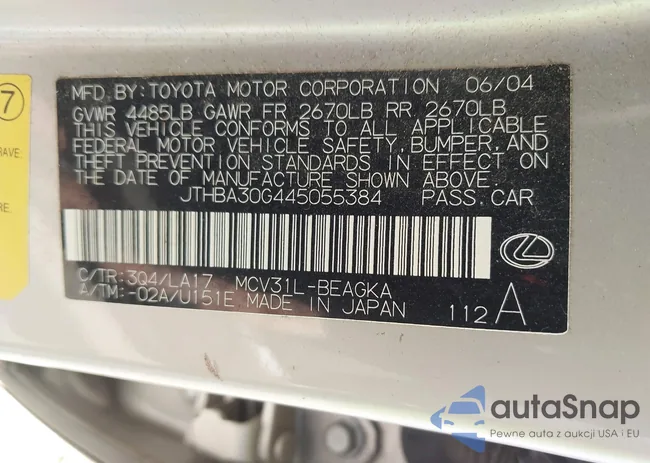 7
RAVE.
RE.
MFD.BY:TOYOTA MOTOR CORPORATION 06/04
GVWR 4485LB GAWR FR 2670LB RR 2670LB
THIS VEHICLE CONFORMS TO ALL APPLICABLE
FEDERAL MOTOR VEHICLE SAFETY, BUMPER, AND
THEFT PREVENTION STANDARDS IN EFFECT ON
THE DATE OF MANUFACTURE SHOWN ABOVE.
JTHBA30G445055384 PASS.CAR
C/TR:3Q4/LA17 MCV31L-BEAGKA
A/TM:-02A/U151E MADE IN JAPAN
112 A
autaSnap
Pewne auta z aukcji USA i EU